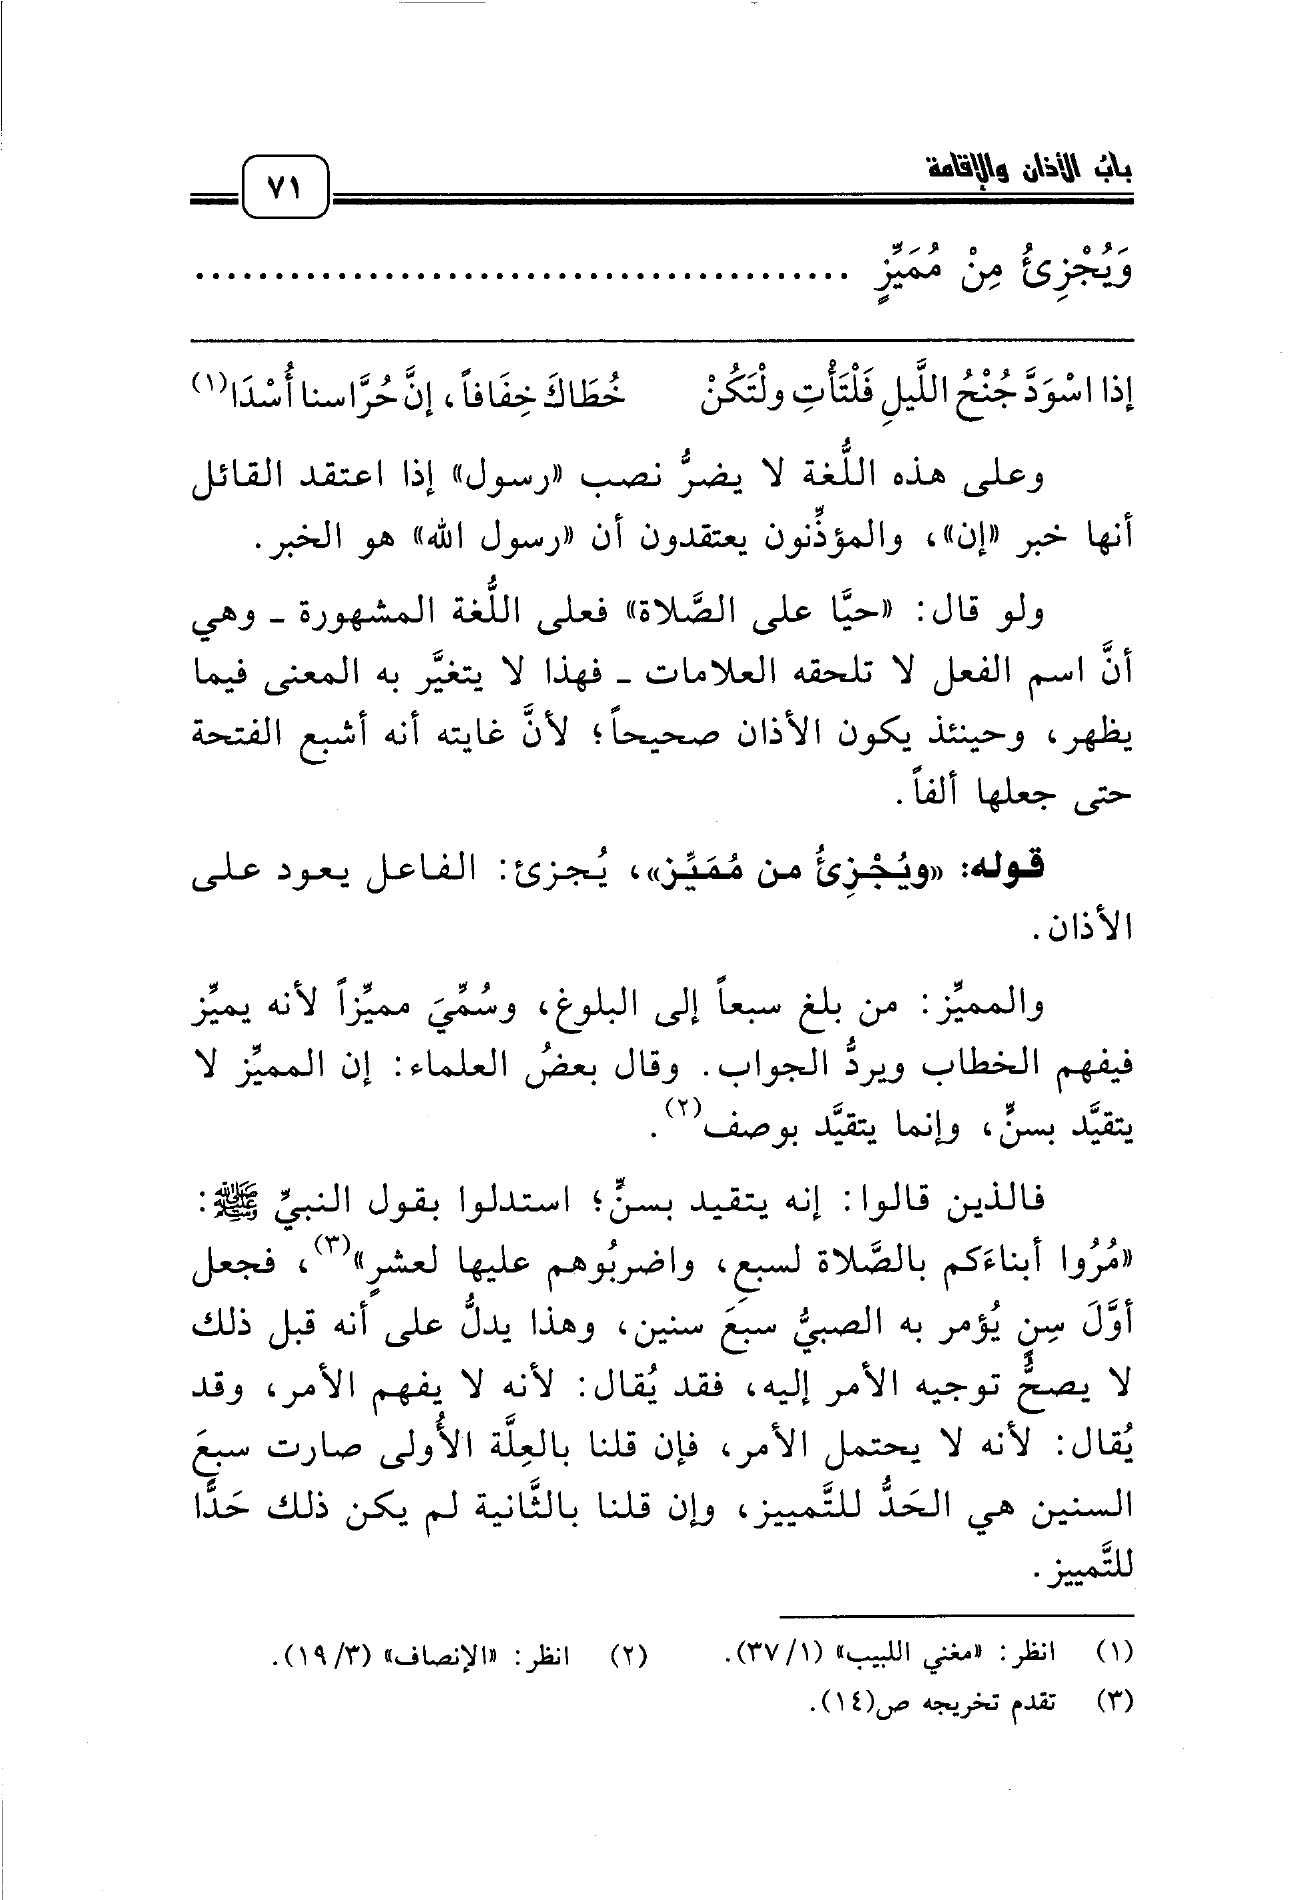 بابُ الأذان والإقامة
٧١
وَيُجْزِئُ مِنْ مُمَيِّزٍ ........................................
إذا اسْوَدَّ جُنْحُ اللَّيلِ فَلْتَأْتِ ولْتَكُنْ خُطَاكَ خِفَافاً، إنَّ حُرَّاسنا أُسْدَا(١)
وعلى هذه اللُّغة لا يضرُّ نصب «رسول» إذا اعتقد القائل
أنها خبر «إن»، والمؤذِّنون يعتقدون أن «رسول الله» هو الخبر.
ولو قال: «حيَّا على الصَّلاة» فعلى اللُّغة المشهورة ـ وهي
أنَّ اسم الفعل لا تلحقه العلامات ـ فهذا لا يتغيَّر به المعنى فيما
يظهر، وحينئذ يكون الأذان صحيحاً؛ لأنَّ غايته أنه أشبع الفتحة
حتى جعلها ألفاً.
قوله: «ويُجْزِئُ من مُمَيِّز»، يُجزئ: الفاعل يعود على
الأذان.
والمميِّز: من بلغ سبعاً إلى البلوغ، وسُمِّيَ مميِّزاً لأنه يميِّز
فيفهم الخطاب ويردُّ الجواب. وقال بعضُ العلماء: إن المميِّز لا
يتقيَّد بسنٍّ، وإنما يتقيَّد بوصف(٢).
فالذين قالوا: إنه يتقيد بسنٍّ؛ استدلوا بقول النبيِّ ﷺ:
«مُرُوا أبناءَكم بالصَّلاة لسبعٍ، واضربُوهم عليها لعشرٍ»(٣)، فجعل
أوَّلَ سِنٍ يُؤمر به الصبيُّ سبعَ سنين، وهذا يدلُّ على أنه قبل ذلك
لا يصحُّ توجيه الأمر إليه، فقد يُقال: لأنه لا يفهم الأمر، وقد
يُقال: لأنه لا يحتمل الأمر، فإن قلنا بالعِلَّة الأُولى صارت سبعَ
السنين هي الحَدُّ للتَّمييز، وإن قلنا بالثَّانية لم يكن ذلك حَدًّا
للتَّمييز.
(١) انظر: «مغني اللبيب» (٣٧/١). (٢) انظر: «الإنصاف» (١٩/٣).
(٣) تقدم تخريجه ص(١٤).